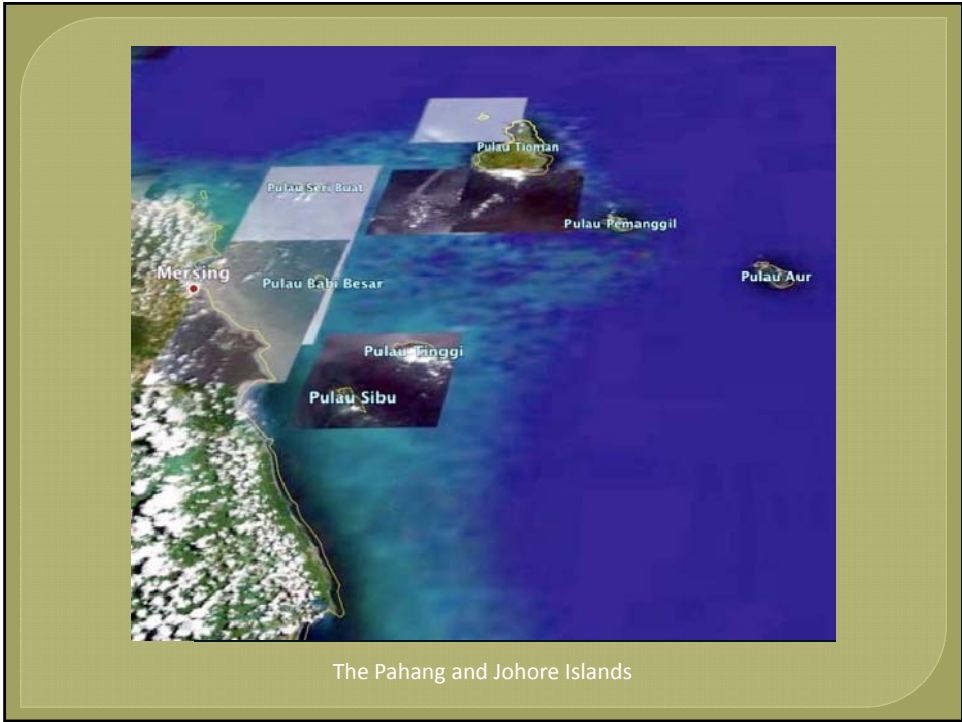 Pulau Tioman
Pulau Seri Buat
Pulau Pemanggil
Mersing
Pulau Aur
Pulau Babi Besar
Pulau Tinggi
Pulau Sibu
The Pahang and Johore Islands